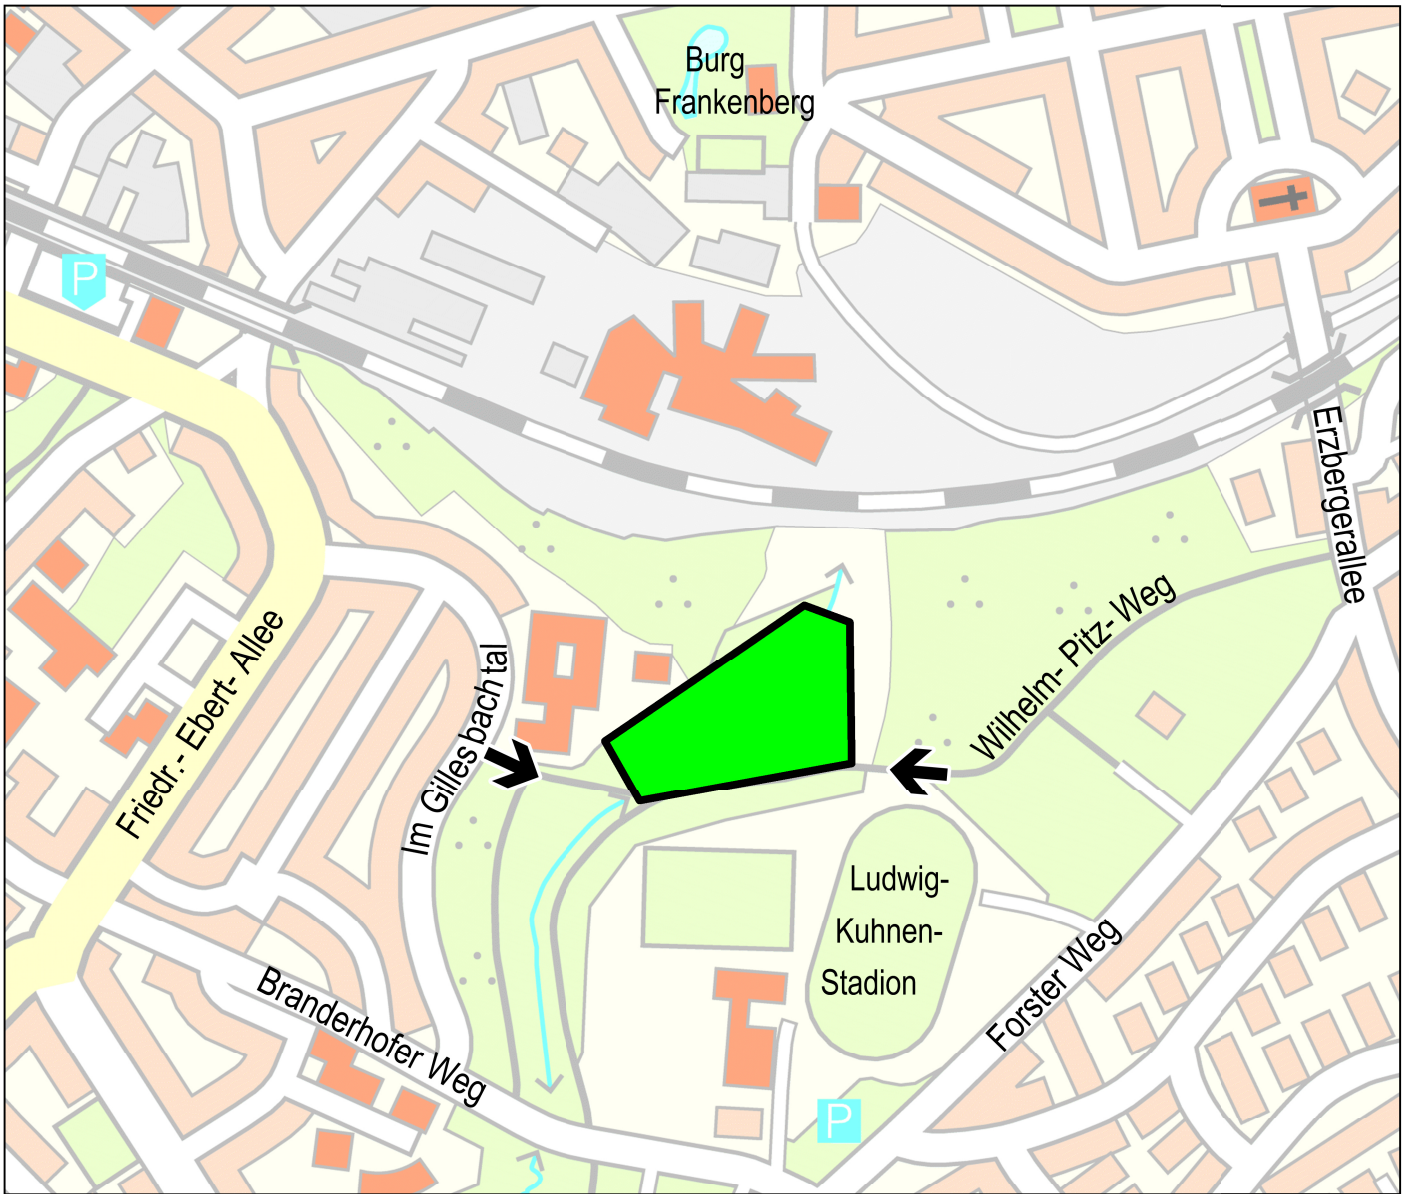 Burg
Frankenberg
P
Erzbergerallee
Wilhelm- Pitz- Weg
Friedr.- Ebert- Allee
Im Gillesbachtal
Ludwig-
Kuhnen-
Stadion
Forster Weg
Branderhofer Weg
P